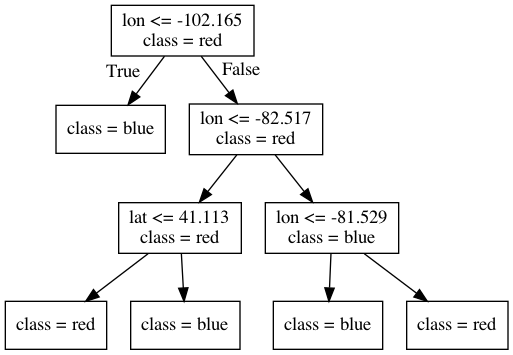 lon <= -102.165
class = red
True
False
class = blue
lon <= -82.517
class = red
lat <= 41.113
class = red
lon <= -81.529
class = blue
class = red
class = blue
class = blue
class = red